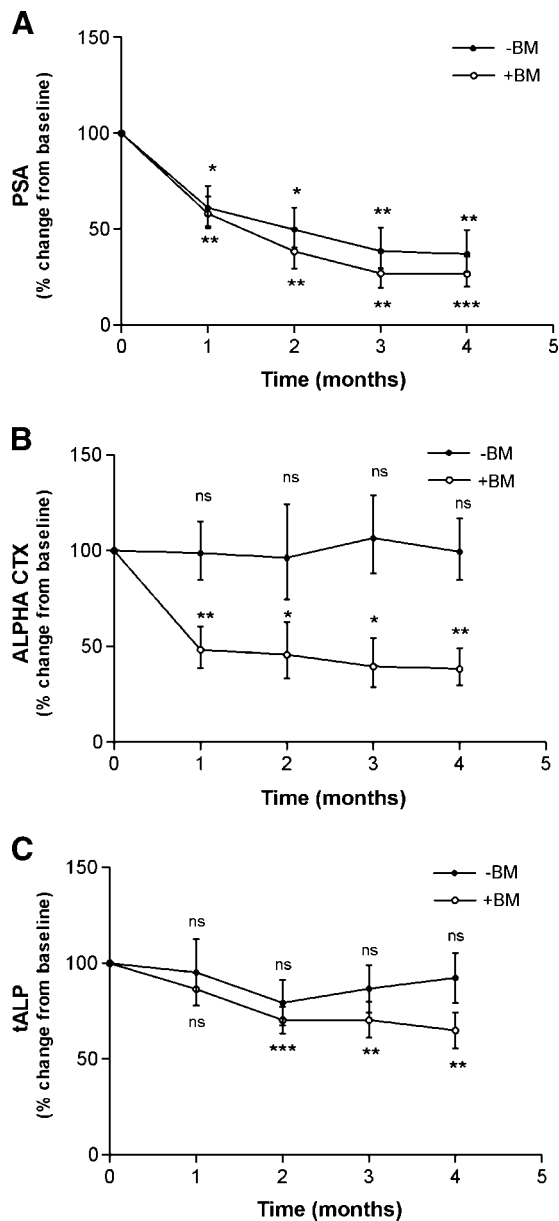 A
150
100
50
0
PSA
(% change from baseline)
-BM
+BM
* * ** **
** ** ** ***
0 1 2 3 4 5
Time (months)
B
150
100
50
0
ALPHA CTX
(% change from baseline)
-BM
+BM
ns ns ns ns
** * * **
0 1 2 3 4 5
Time (months)
C
150
100
50
0
tALP
(% change from baseline)
-BM
+BM
ns ns ns ns
ns *** ** **
0 1 2 3 4 5
Time (months)